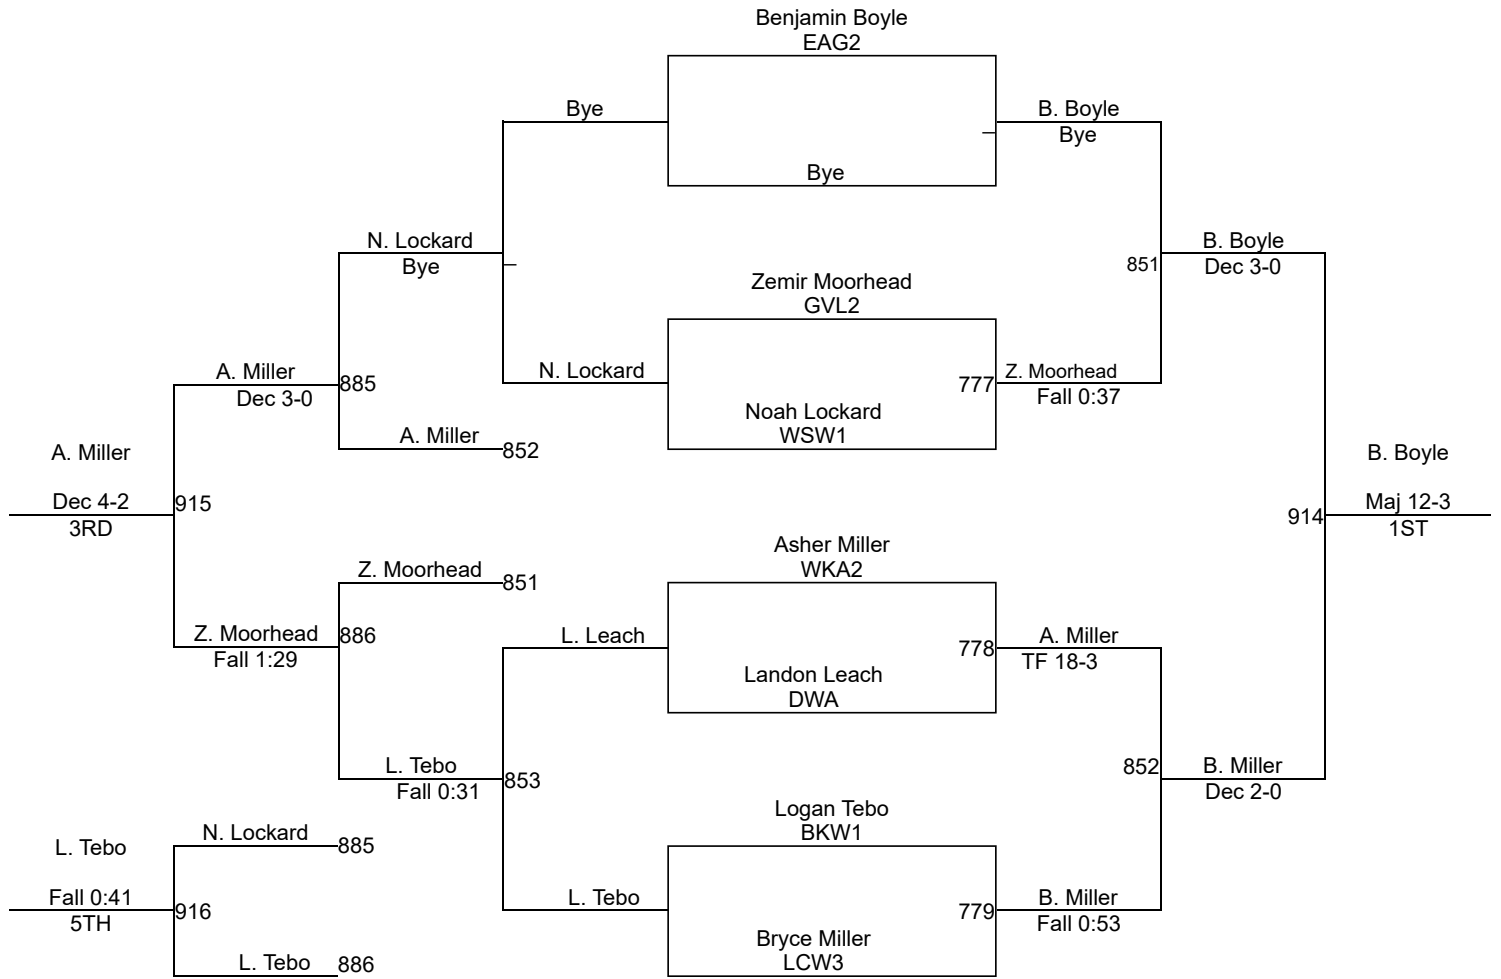 Benjamin Boyle
EAG2
Bye
B. Boyle
Bye
Bye
N. Lockard
Bye
B. Boyle
Dec 3-0
851
Zemir Moorhead
GVL2
A. Miller
Dec 3-0
885
N. Lockard
777
Z. Moorhead
Fall 0:37
Noah Lockard
WSW1
A. Miller
852
A. Miller
Dec 4-2
3RD
915
B. Boyle
Maj 12-3
1ST
914
Asher Miller
WKA2
Z. Moorhead
851
Z. Moorhead
Fall 1:29
886
L. Leach
778
A. Miller
TF 18-3
Landon Leach
DWA
L. Tebo
Fall 0:31
853
852
B. Miller
Dec 2-0
Logan Tebo
BKW1
N. Lockard
885
L. Tebo
Fall 0:41
5TH
916
L. Tebo
779
B. Miller
Fall 0:53
Bryce Miller
LCW3
L. Tebo
886